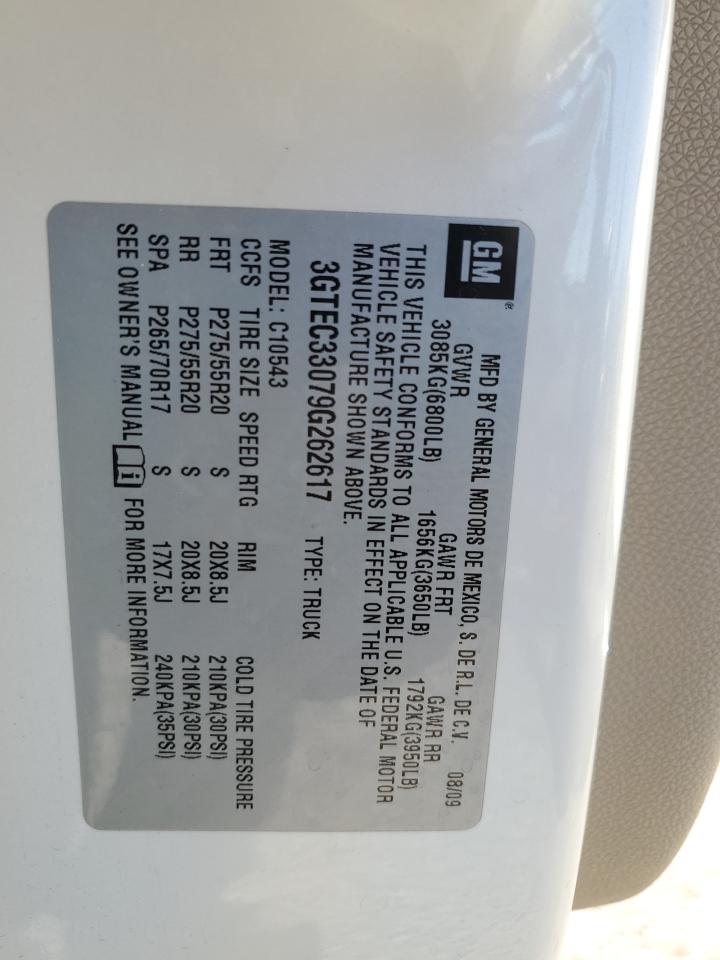 GM®
MFD BY GENERAL MOTORS DE MEXICO, S. DE R.L. DE C.V. 08/09
GVWR GAWR FRT GAWR RR
3085KG(6800LB) 1656KG(3650LB) 1792KG(3950LB)
THIS VEHICLE CONFORMS TO ALL APPLICABLE U.S. FEDERAL MOTOR
VEHICLE SAFETY STANDARDS IN EFFECT ON THE DATE OF
MANUFACTURE SHOWN ABOVE.
3GTEC33079G262617 TYPE: TRUCK
MODEL: C10543
CCFS TIRE SIZE SPEED RTG RIM COLD TIRE PRESSURE
FRT P275/55R20 S 20X8.5J 210KPA(30PSI)
RR P275/55R20 S 20X8.5J 210KPA(30PSI)
SPA P265/70R17 S 17X7.5J 240KPA(35PSI)
SEE OWNER'S MANUAL i FOR MORE INFORMATION.